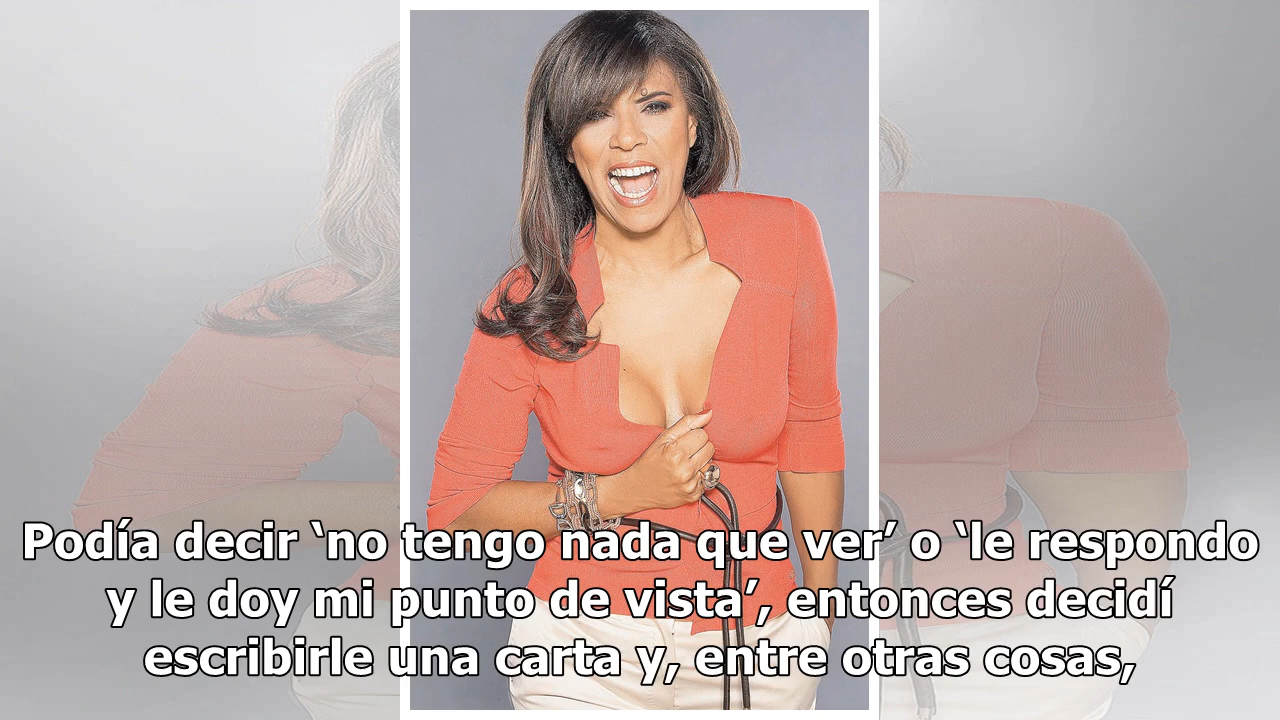 Podía decir ‘no tengo nada que ver’ o ‘le respondo
y le doy mi punto de vista’, entonces decidí
escribirle una carta y, entre otras cosas,